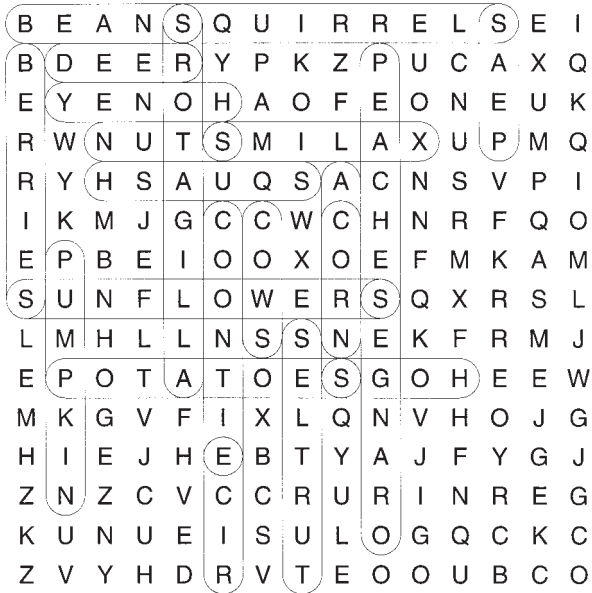 B E A N S Q U I R R E L S E I
B D E E R Y P K Z P U C A X Q
E Y E N O H A O F E O N E U K
R W N U T S M I L A X U P M Q
R Y H S A U Q S A C N S V P I
I K M J G C C W C H N R F Q O
E P B E I O O X O E F M K A M
S U N F L O W E R S Q X R S L
L M H L L N S S N E K F R M J
E P O T A T O E S G O H E E W
M K G V F I X L Q N V H O J G
H I E J H E B T Y A J F Y G J
Z N Z C V C C R U R I N R E G
K U N U E I S U L O G Q C K C
Z V Y H D R V T E O O U B C O